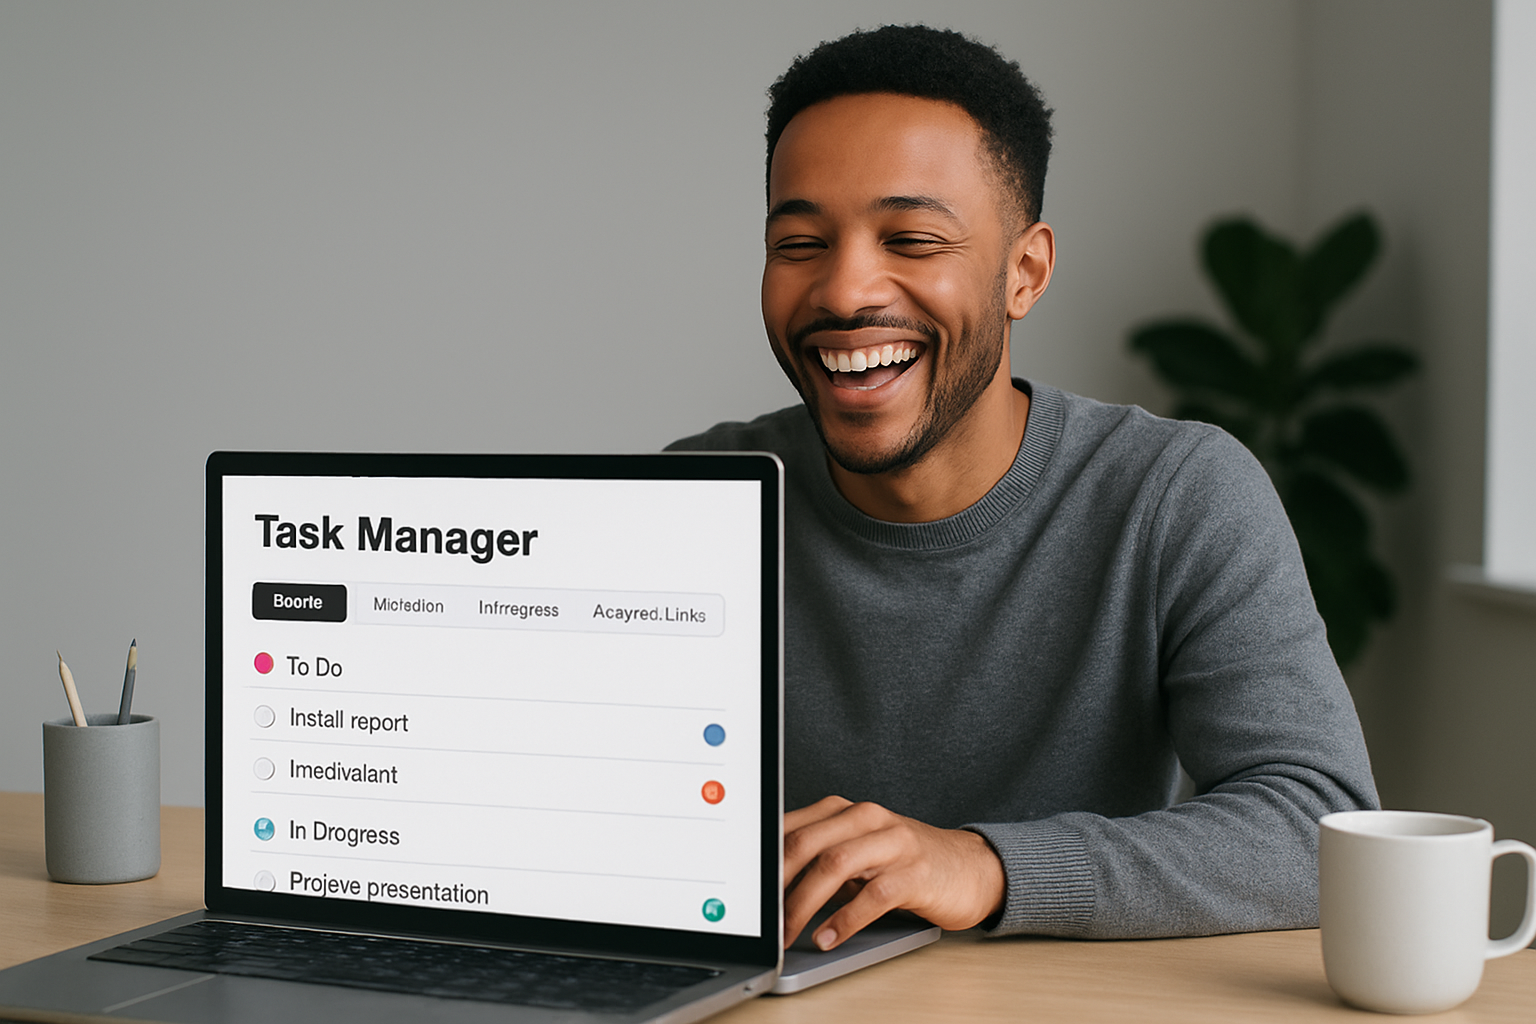 Task Manager
Boorte Mictedion Infrregress Acayred.Links
To Do
Install report
Imedivalant
In Drogress
Projeve presentation